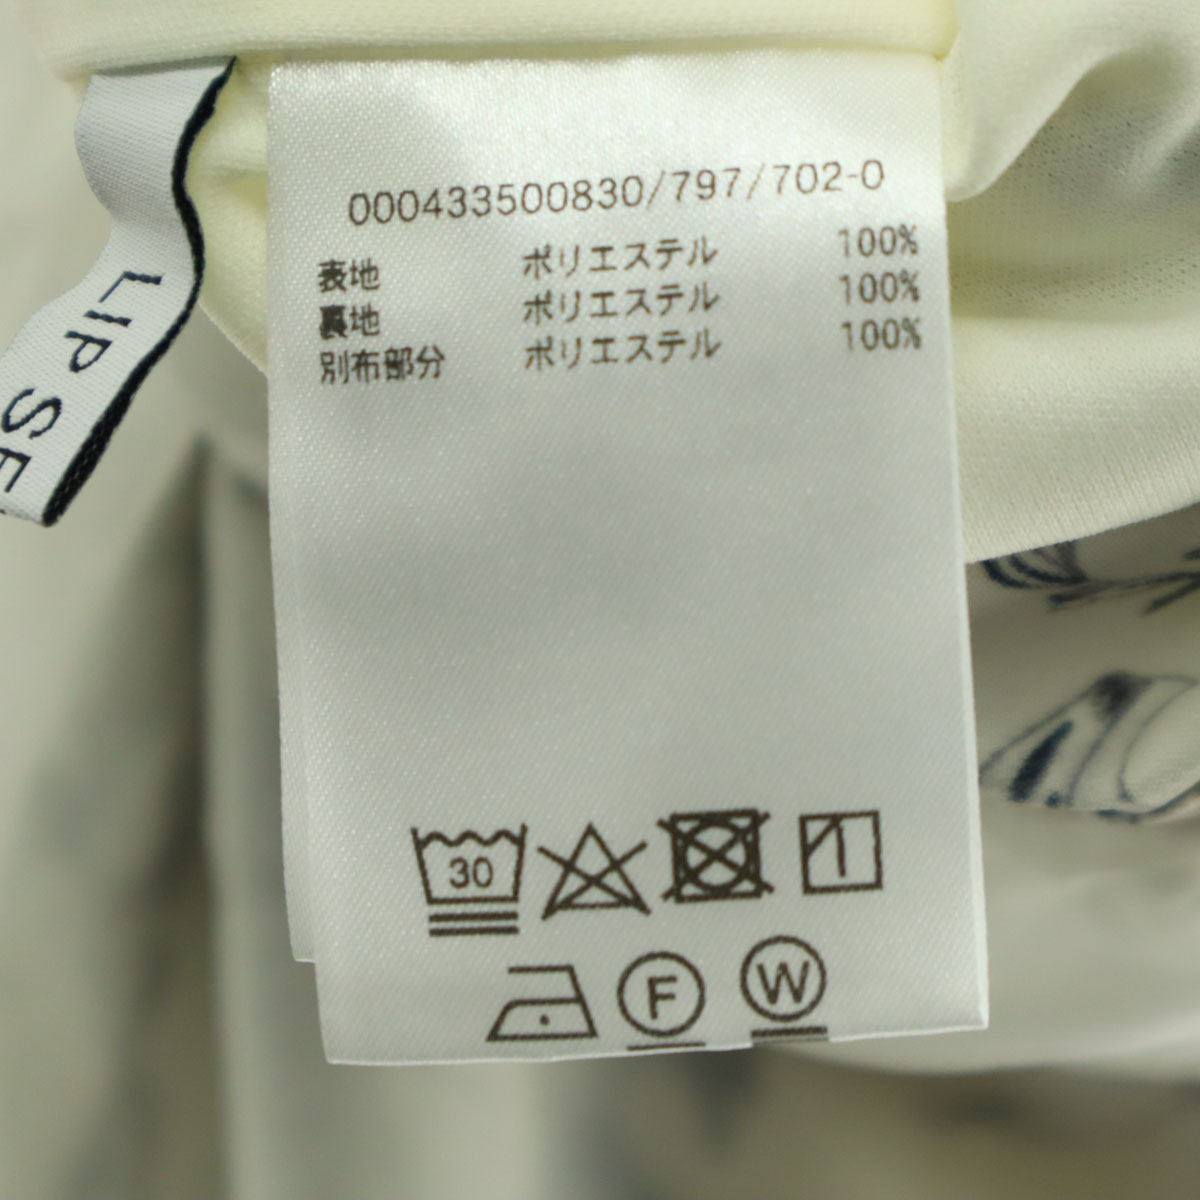 000433500830/797/702-0
表地 ポリエステル 100%
裏地 ポリエステル 100%
別布部分 ポリエステル 100%
LIP SE
30
F
W